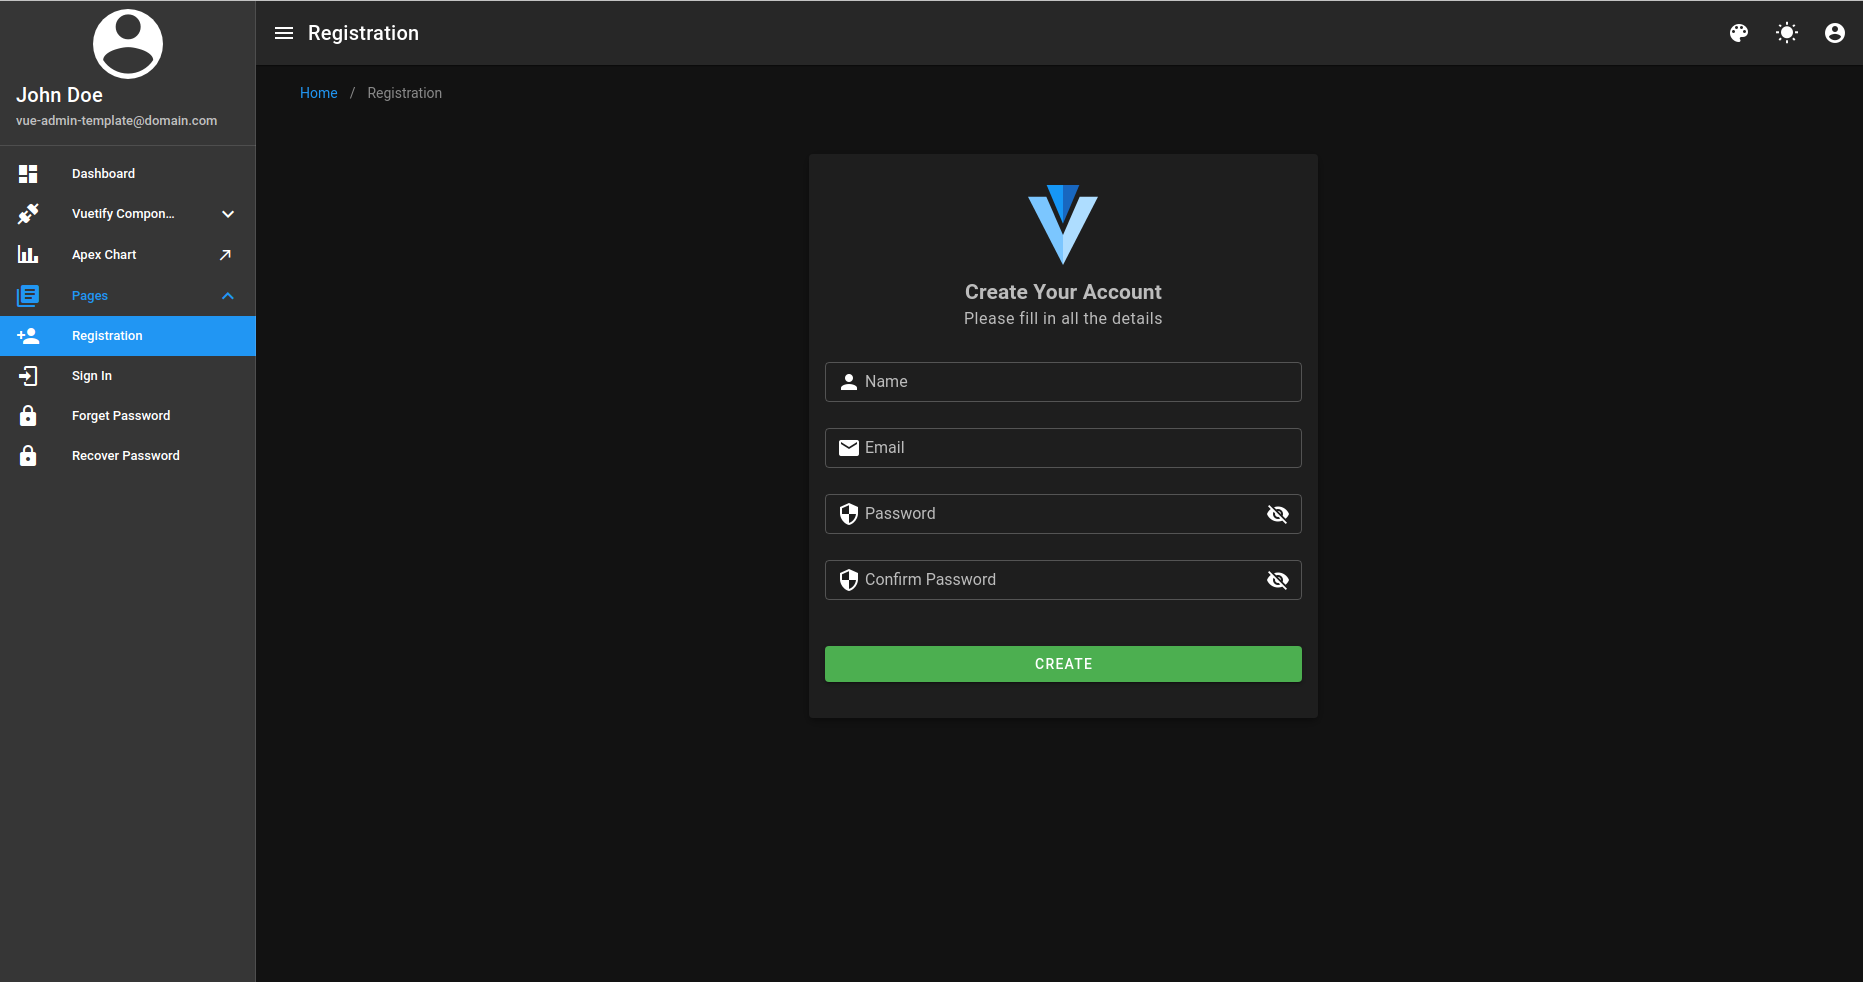 John Doe
vue-admin-template@domain.com
Dashboard
Vuetify Compon...
Apex Chart
Pages
Registration
Sign In
Forget Password
Recover Password
Registration
Home / Registration
Create Your Account
Please fill in all the details
Name
Email
Password
Confirm Password
CREATE